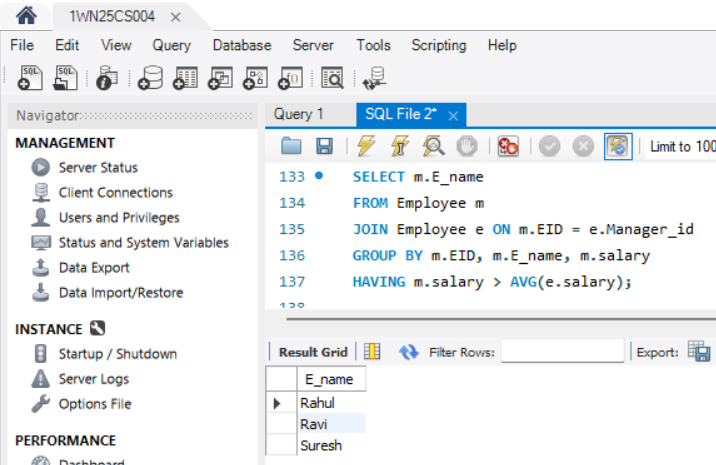 1WN25CS004 ×
File Edit View Query Database Server Tools Scripting Help
Navigator
MANAGEMENT
Server Status
Client Connections
Users and Privileges
Status and System Variables
Data Export
Data Import/Restore
INSTANCE
Startup / Shutdown
Server Logs
Options File
PERFORMANCE
Dashboard
Query 1 SQL File 2* ×
Limit to 100
133 SELECT m.E_name
134 FROM Employee m
135 JOIN Employee e ON m.EID = e.Manager_id
136 GROUP BY m.EID, m.E_name, m.salary
137 HAVING m.salary > AVG(e.salary);
138
Result Grid Filter Rows: Export:
E_name
Rahul
Ravi
Suresh